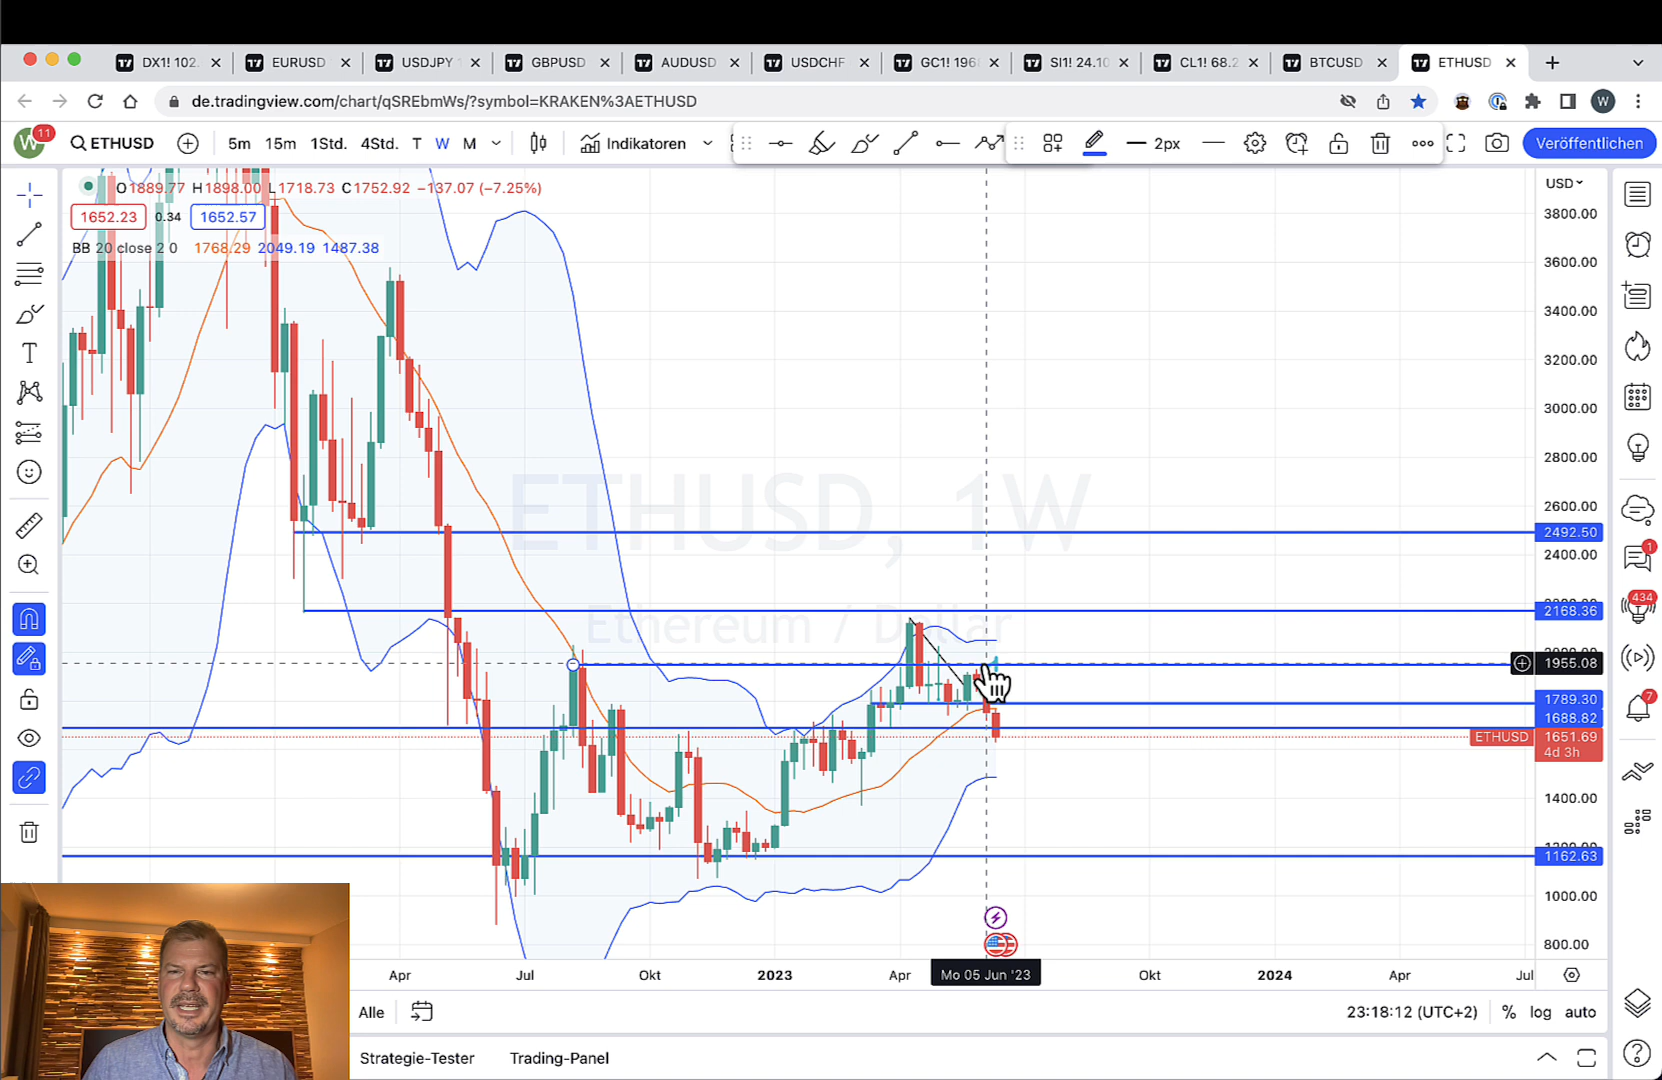 DX1! 102.
EURUSD
USDJPY
GBPUSD
AUDUSD
USDCHF
GC1! 196
SI1! 24.10
CL1! 68.2
BTCUSD
ETHUSD
de.tradingview.com/chart/qSREbmWs/?symbol=KRAKEN%3AETHUSD
W
W
11
ETHUSD
5m
15m
1Std.
4Std.
T
W
M
Indikatoren
2px
Veröffentlichen
O1889.77 H1898.00 L1718.73 C1752.92 −137.07 (−7.25%)
1652.23
0.34
1652.57
BB 20 close 2 0 1768.29 2049.19 1487.38
USD
3800.00
3600.00
3400.00
3200.00
3000.00
2800.00
2600.00
2492.50
2400.00
2168.36
1955.08
1789.30
1688.82
ETHUSD
1651.69
4d 3h
1400.00
1162.63
1000.00
800.00
ETHUSD, 1W
Ethereum / Dollar
1
434
7
Apr
Jul
Okt
2023
Apr
Mo 05 Jun '23
Okt
2024
Apr
Jul
Alle
23:18:12 (UTC+2)
%
log
auto
Strategie-Tester
Trading-Panel